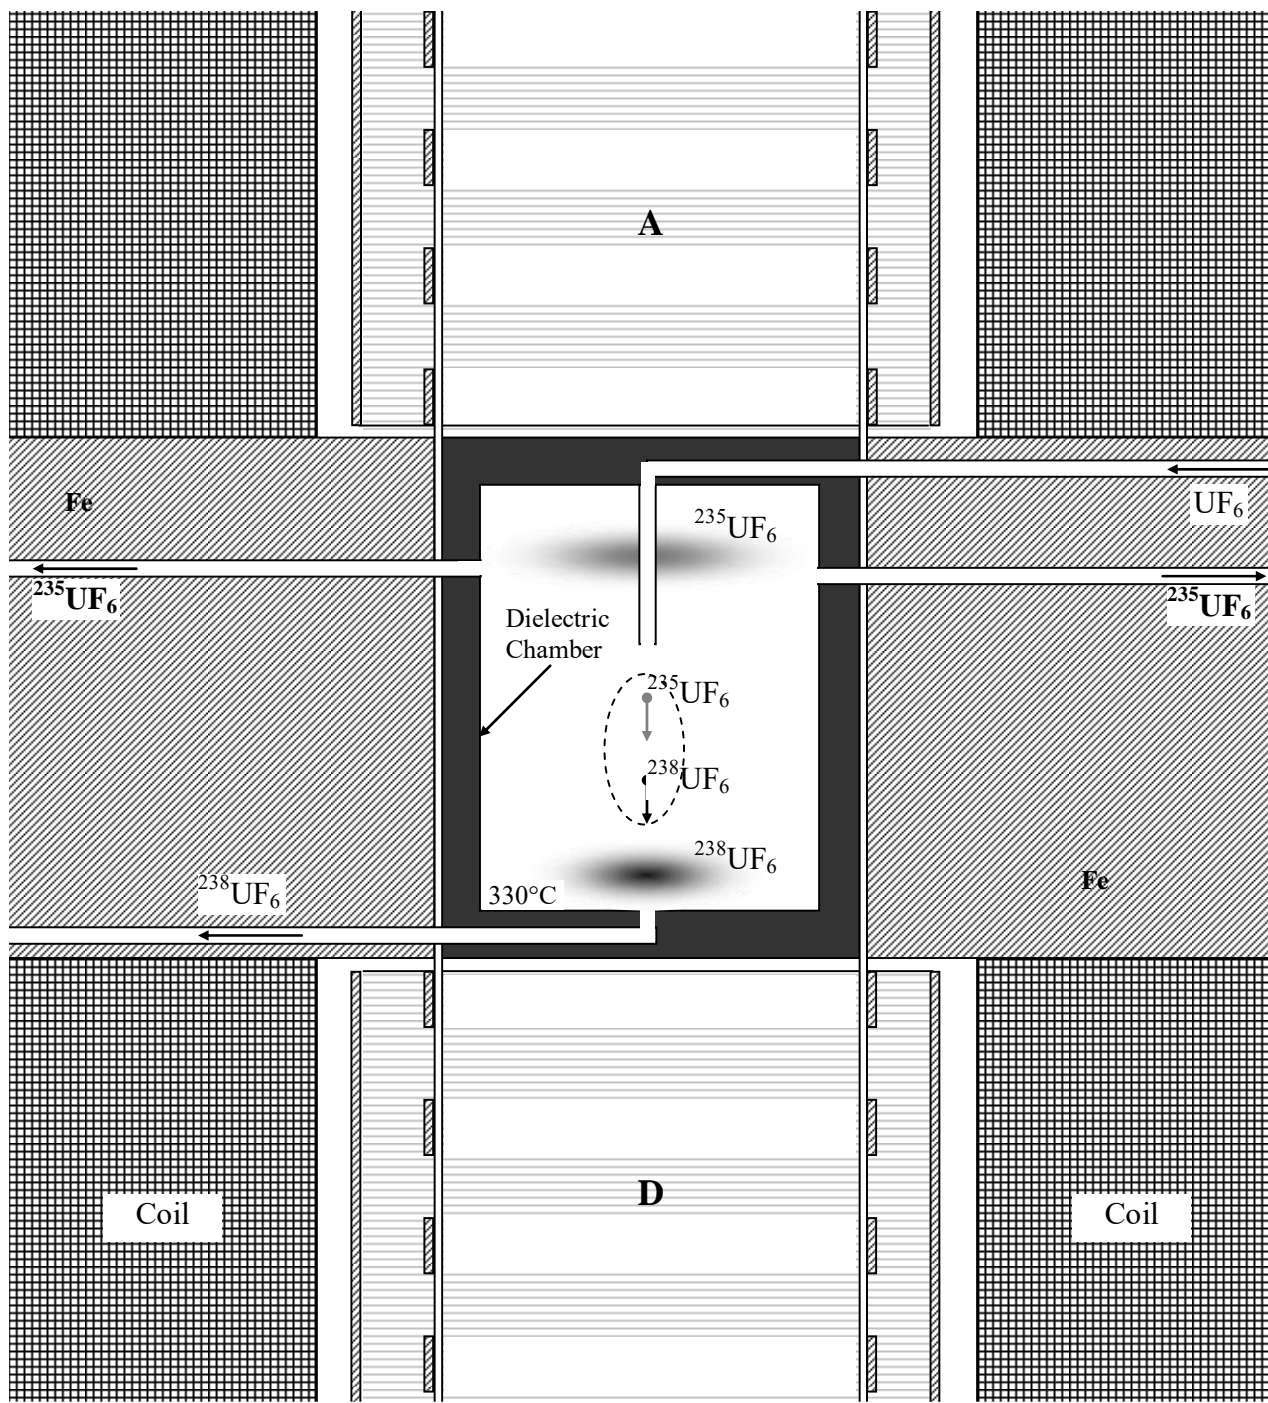 A
Fe
UF₆
²³⁵UF₆
²³⁵UF₆
²³⁵UF₆
Dielectric
Chamber
²³⁵UF₆
²³⁸UF₆
²³⁸UF₆
330°C
²³⁸UF₆
Fe
D
Coil
Coil